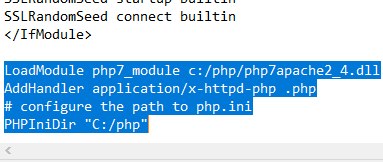 SSLRandomSeed startup builtin
SSLRandomSeed connect builtin
</IfModule>
LoadModule php7_module c:/php/php7apache2_4.dll
AddHandler application/x-httpd-php .php
# configure the path to php.ini
PHPIniDir "C:/php"